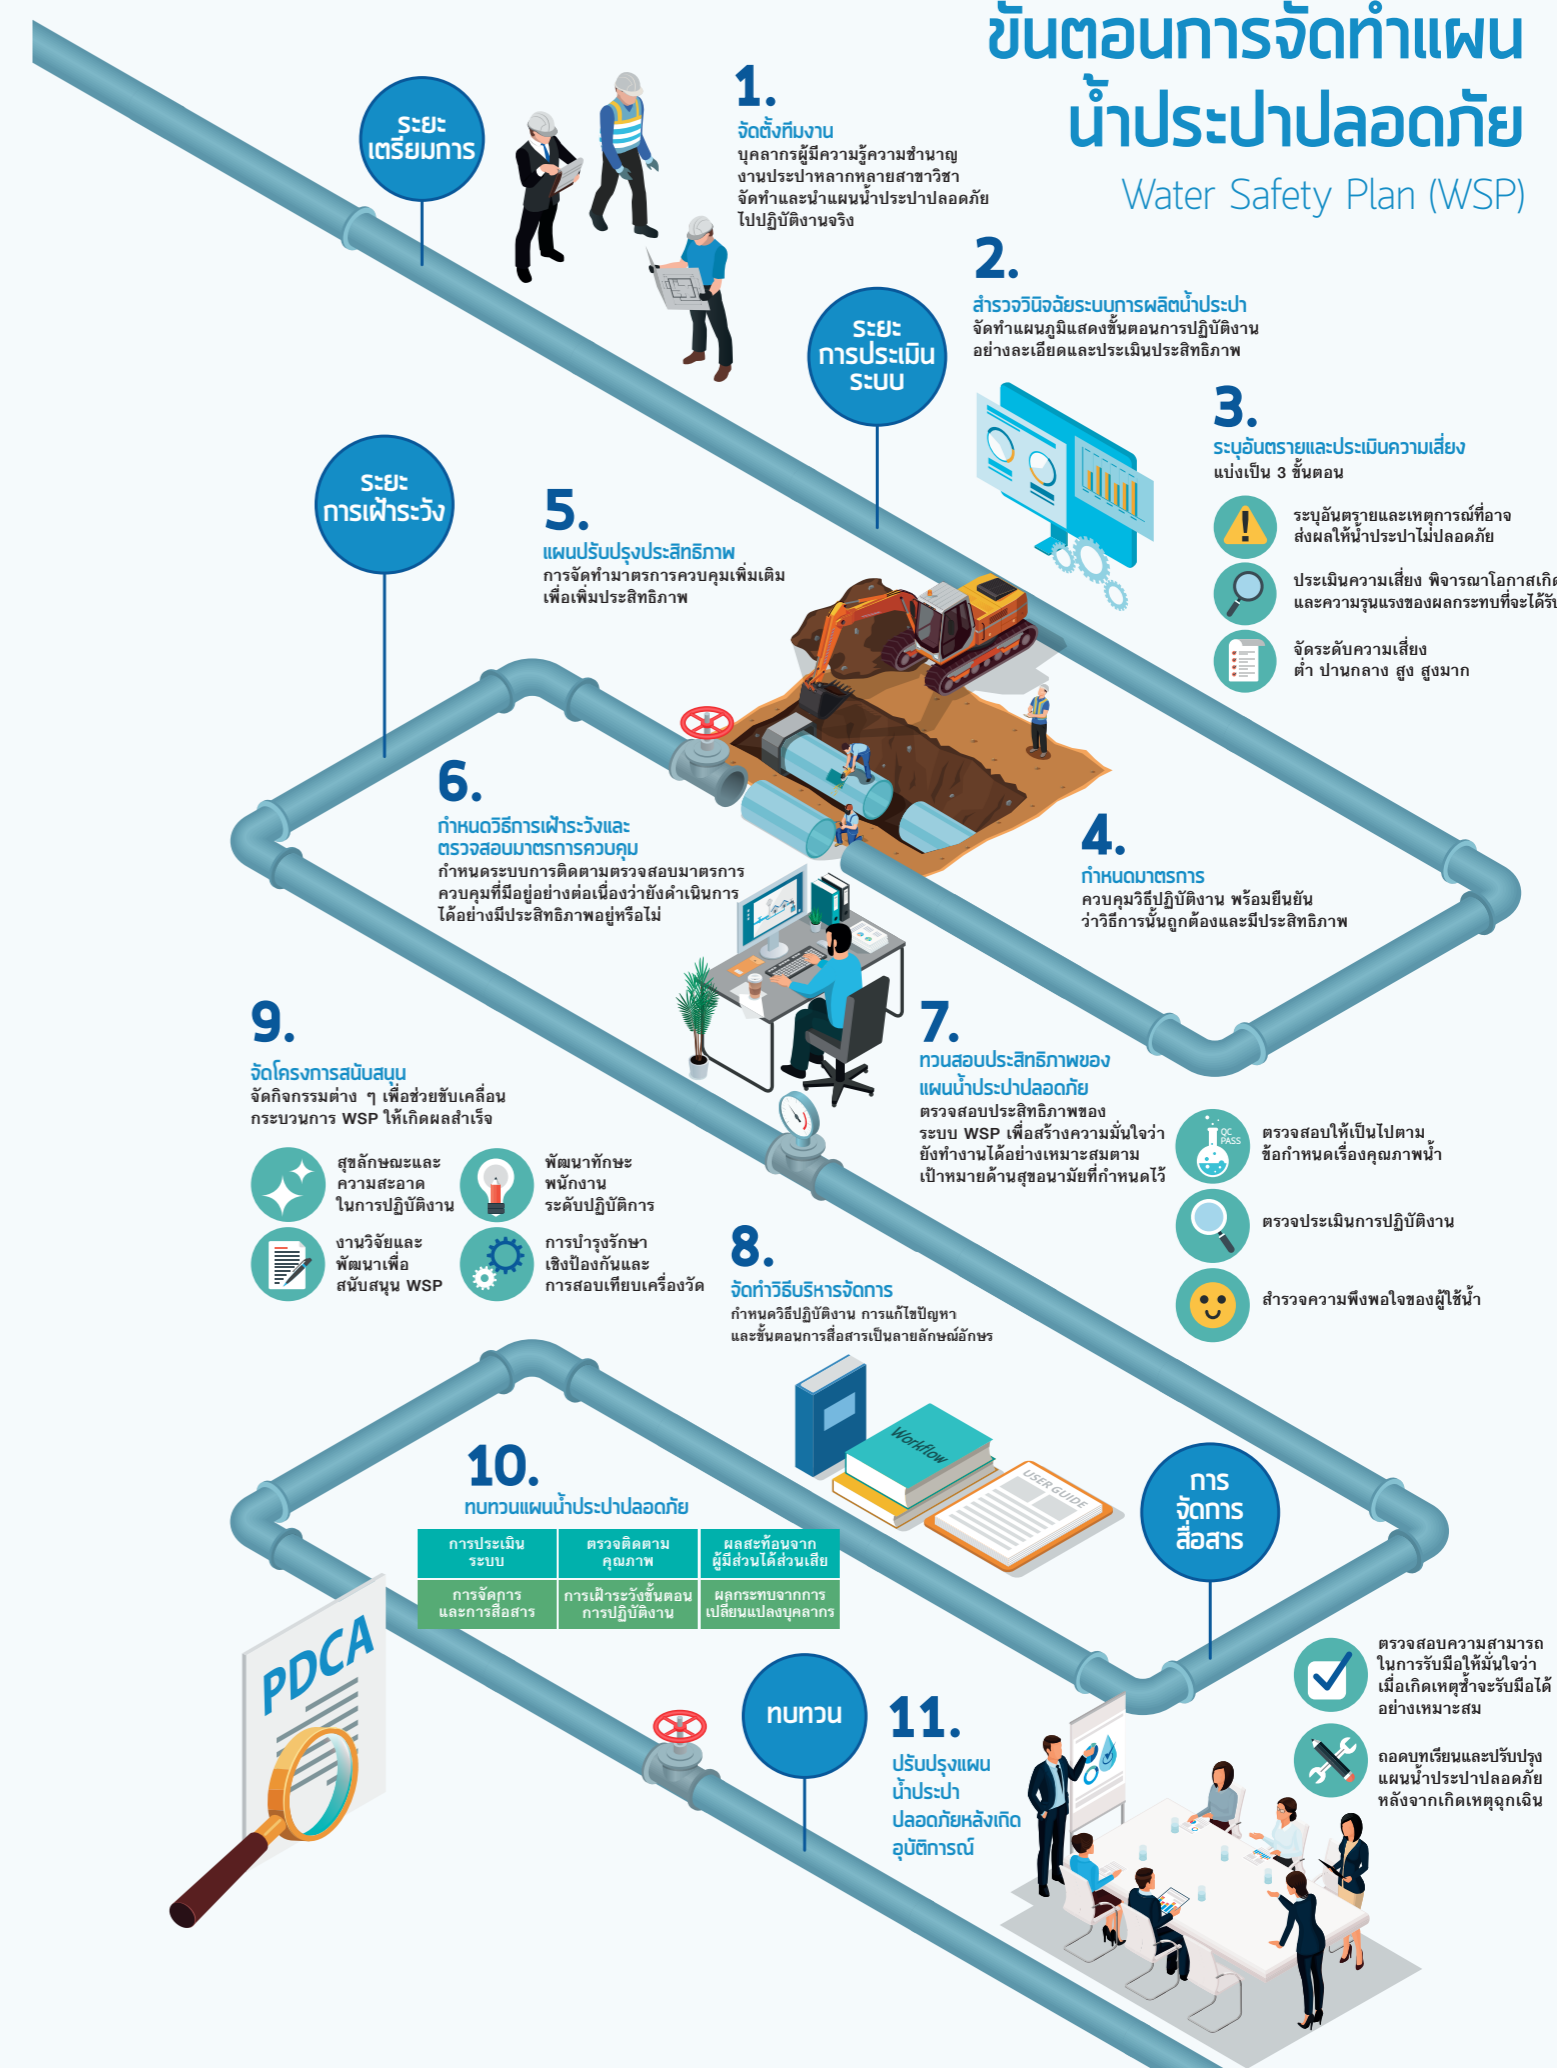 ขั้นตอนการจัดทำแผน
น้ำประปาปลอดภัย
Water Safety Plan (WSP)
ระยะ
เตรียมการ
1.
จัดตั้งทีมงาน
บุคลากรผู้มีความรู้ความชำนาญ
งานประปาหลากหลายสาขาวิชา
จัดทำและนำแผนน้ำประปาปลอดภัย
ไปปฏิบัติงานจริง
ระยะ
การประเมิน
ระบบ
2.
สำรวจวินิจฉัยระบบการผลิตน้ำประปา
จัดทำแผนภูมิแสดงขั้นตอนการปฏิบัติงาน
อย่างละเอียดและประเมินประสิทธิภาพ
3.
ระบุอันตรายและประเมินความเสี่ยง
แบ่งเป็น 3 ขั้นตอน
ระบุอันตรายและเหตุการณ์ที่อาจ
ส่งผลให้น้ำประปาไม่ปลอดภัย
ประเมินความเสี่ยง พิจารณาโอกาสเกิด
และความรุนแรงของผลกระทบที่จะได้รับ
จัดระดับความเสี่ยง
ต่ำ ปานกลาง สูง สูงมาก
4.
กำหนดมาตรการ
ควบคุมวิธีปฏิบัติงาน พร้อมยืนยัน
ว่าวิธีการนั้นถูกต้องและมีประสิทธิภาพ
5.
แผนปรับปรุงประสิทธิภาพ
การจัดทำมาตรการควบคุมเพิ่มเติม
เพื่อเพิ่มประสิทธิภาพ
ระยะ
การเฝ้าระวัง
6.
กำหนดวิธีการเฝ้าระวังและ
ตรวจสอบมาตรการควบคุม
กำหนดระบบการติดตามตรวจสอบมาตรการ
ควบคุมที่มีอยู่อย่างต่อเนื่องว่ายังดำเนินการ
ได้อย่างมีประสิทธิภาพอยู่หรือไม่
7.
ทวนสอบประสิทธิภาพของ
แผนน้ำประปาปลอดภัย
ตรวจสอบประสิทธิภาพของ
ระบบ WSP เพื่อสร้างความมั่นใจว่า
ยังทำงานได้อย่างเหมาะสมตาม
เป้าหมายด้านสุขอนามัยที่กำหนดไว้
QC
PASS
ตรวจสอบให้เป็นไปตาม
ข้อกำหนดเรื่องคุณภาพน้ำ
ตรวจประเมินการปฏิบัติงาน
สำรวจความพึงพอใจของผู้ใช้น้ำ
8.
จัดทำวิธีบริหารจัดการ
กำหนดวิธีปฏิบัติงาน การแก้ไขปัญหา
และขั้นตอนการสื่อสารเป็นลายลักษณ์อักษร
Workflow
USER GUIDE
การ
จัดการ
สื่อสาร
9.
จัดโครงการสนับสนุน
จัดกิจกรรมต่าง ๆ เพื่อช่วยขับเคลื่อน
กระบวนการ WSP ให้เกิดผลสำเร็จ
สุขลักษณะและ
ความสะอาด
ในการปฏิบัติงาน
พัฒนาทักษะ
พนักงาน
ระดับปฏิบัติการ
งานวิจัยและ
พัฒนาเพื่อ
สนับสนุน WSP
การบำรุงรักษา
เชิงป้องกันและ
การสอบเทียบเครื่องวัด
10.
ทบทวนแผนน้ำประปาปลอดภัย
การประเมิน
ระบบ
ตรวจติดตาม
คุณภาพ
ผลสะท้อนจาก
ผู้มีส่วนได้ส่วนเสีย
การจัดการ
และการสื่อสาร
การเฝ้าระวังขั้นตอน
การปฏิบัติงาน
ผลกระทบจากการ
เปลี่ยนแปลงบุคลากร
PDCA
ทบทวน
11.
ปรับปรุงแผน
น้ำประปา
ปลอดภัยหลังเกิด
อุบัติการณ์
ตรวจสอบความสามารถ
ในการรับมือให้มั่นใจว่า
เมื่อเกิดเหตุซ้ำจะรับมือได้
อย่างเหมาะสม
ถอดบทเรียนและปรับปรุง
แผนน้ำประปาปลอดภัย
หลังจากเกิดเหตุฉุกเฉิน